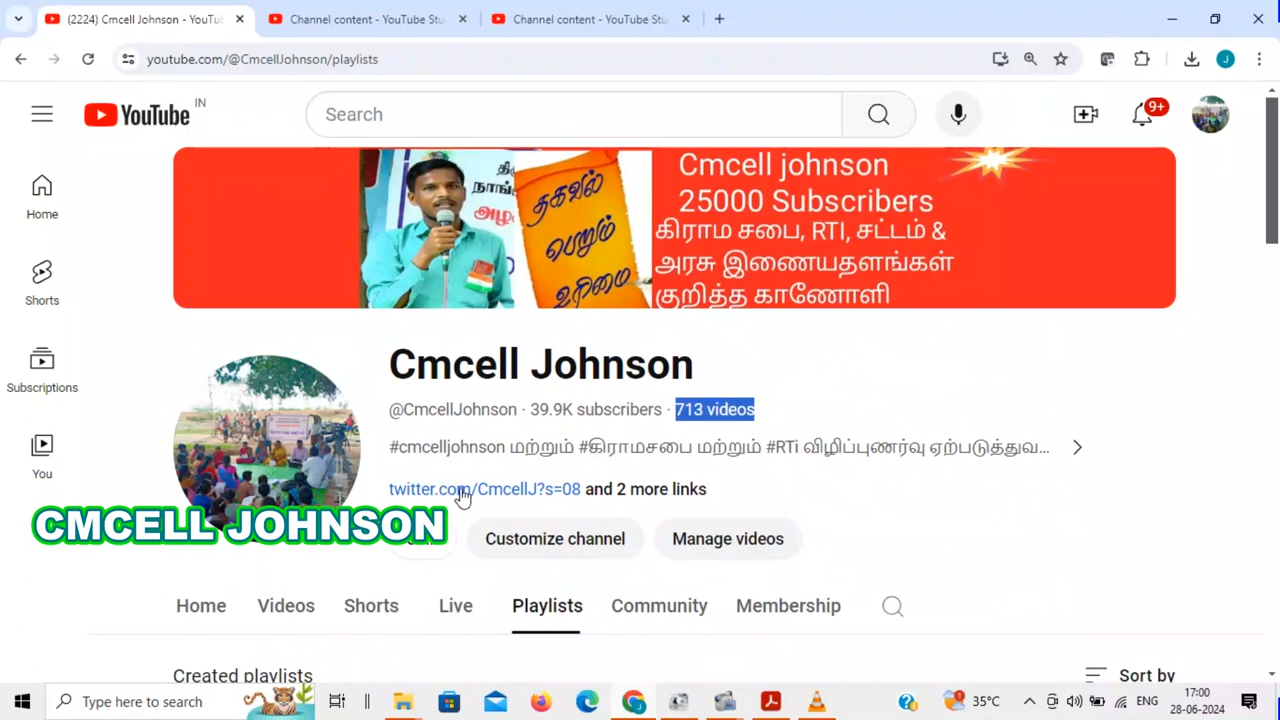 (2224) Cmcell Johnson - YouTu
Channel content - YouTube Stu
Channel content - YouTube Stu
youtube.com/@CmcellJohnson/playlists
J
YouTube IN
Search
9+
Home
Shorts
Subscriptions
You
நாங்
அழ
தகவல்
பெறும்
உரிமை
Cmcell johnson
25000 Subscribers
கிராம சபை, RTI, சட்டம் &
அரசு இணையதளங்கள்
குறித்த காணோளி
Cmcell Johnson
@CmcellJohnson · 39.9K subscribers · 713 videos
#cmcelljohnson மற்றும் #கிராமசபை மற்றும் #RTi விழிப்புணர்வு ஏற்படுத்துவ...
twitter.com/CmcellJ?s=08 and 2 more links
CMCELL JOHNSON
Customize channel
Manage videos
Home
Videos
Shorts
Live
Playlists
Community
Membership
Created playlists
Sort by
Type here to search
35°C
ENG
17:00
28-06-2024